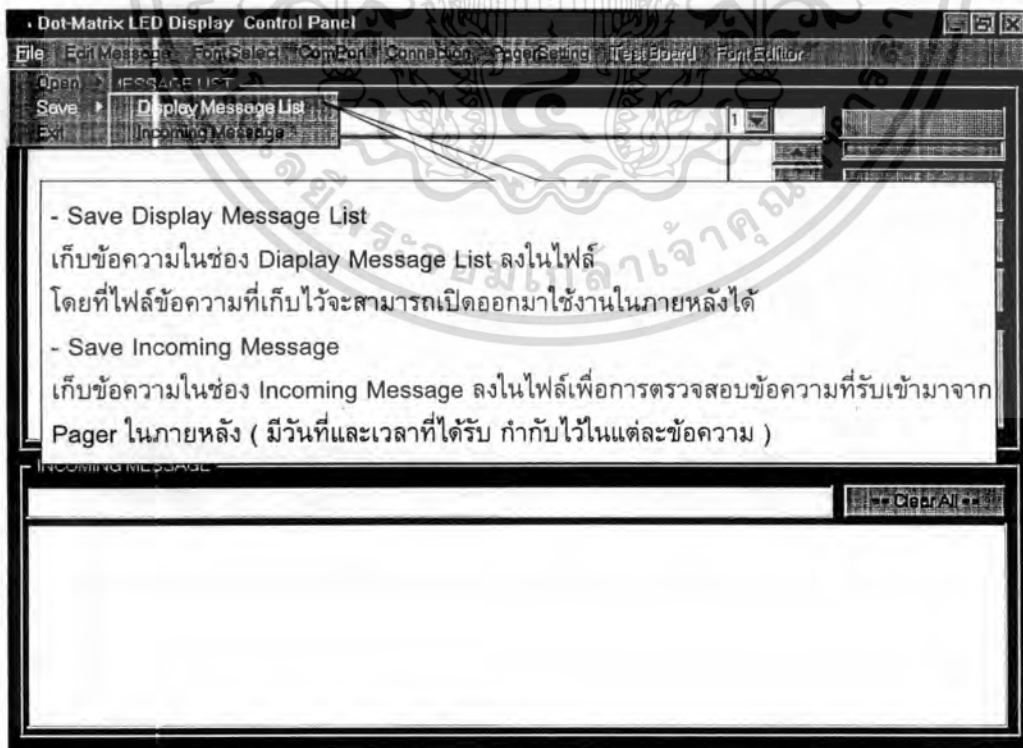 Dot-Matrix LED Display Control Panel
File Edit Message Font Select ComPort Connection PagerSetting Test Board Font Editor
Open MESSAGE LIST
Save Display Message List
Exit Incoming Message
1
- Save Display Message List
เก็บข้อความในช่อง Diaplay Message List ลงในไฟล์
โดยที่ไฟล์ข้อความที่เก็บไว้จะสามารถเปิดออกมาใช้งานในภายหลังได้
- Save Incoming Message
เก็บข้อความในช่อง Incoming Message ลงในไฟล์เพื่อการตรวจสอบข้อความที่รับเข้ามาจาก
Pager ในภายหลัง ( มีวันที่และเวลาที่ได้รับ กำกับไว้ในแต่ละข้อความ )
INCOMING MESSAGE
== Clear All ==